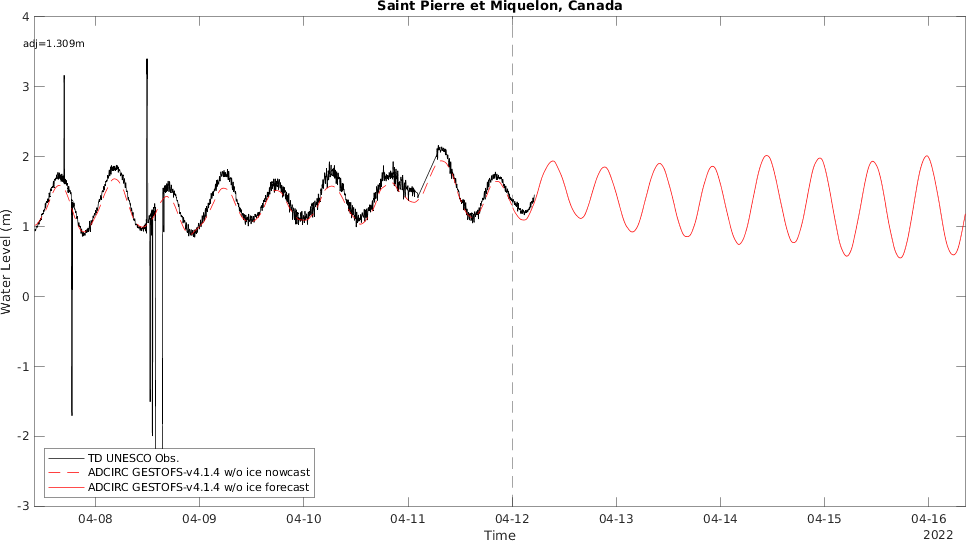 Saint Pierre et Miquelon, Canada
adj=1.309m
4
3
2
1
0
-1
-2
-3
Water Level (m)
TD UNESCO Obs.
ADCIRC GESTOFS-v4.1.4 w/o ice nowcast
ADCIRC GESTOFS-v4.1.4 w/o ice forecast
04-08 04-09 04-10 04-11 04-12 04-13 04-14 04-15 04-16
Time
2022